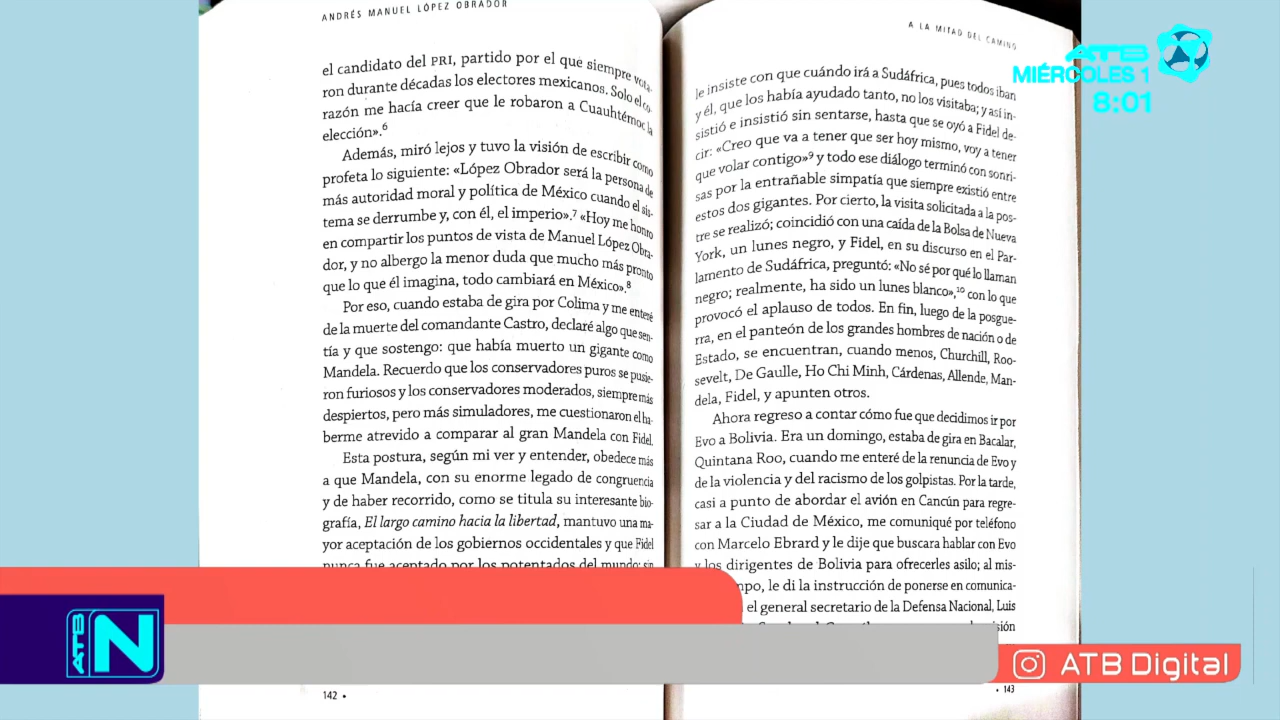 ANDRÉS MANUEL LÓPEZ OBRADOR
el candidato del PRI, partido por el que siempre vota-
ron durante décadas los electores mexicanos. Solo el co-
razón me hacía creer que le robaron a Cuauhtémoc la
elección».6
Además, miró lejos y tuvo la visión de escribir como
profeta lo siguiente: «López Obrador será la persona de
más autoridad moral y política de México cuando el sis-
tema se derrumbe y, con él, el imperio».7 «Hoy me honro
en compartir los puntos de vista de Manuel López Obra-
dor, y no albergo la menor duda que mucho más pronto
que lo que él imagina, todo cambiará en México».8
Por eso, cuando estaba de gira por Colima y me enteré
de la muerte del comandante Castro, declaré algo que sen-
tía y que sostengo: que había muerto un gigante como
Mandela. Recuerdo que los conservadores puros se pusie-
ron furiosos y los conservadores moderados, siempre más
despiertos, pero más simuladores, me cuestionaron el ha-
berme atrevido a comparar al gran Mandela con Fidel.
Esta postura, según mi ver y entender, obedece más
a que Mandela, con su enorme legado de congruencia
y de haber recorrido, como se titula su interesante bio-
grafía, El largo camino hacia la libertad, mantuvo una ma-
yor aceptación de los gobiernos occidentales y que Fidel
nunca fue aceptado por los potentados del mundo; sin
142 •
A LA MITAD DEL CAMINO
le insiste con que cuándo irá a Sudáfrica, pues todos iban
y él, que los había ayudado tanto, no los visitaba; y así in-
sistió e insistió sin sentarse, hasta que se oyó a Fidel de-
cir: «Creo que va a tener que ser hoy mismo, voy a tener
que volar contigo»9 y todo ese diálogo terminó con sonri-
sas por la entrañable simpatía que siempre existió entre
estos dos gigantes. Por cierto, la visita solicitada a la pos-
tre se realizó; coincidió con una caída de la Bolsa de Nueva
York, un lunes negro, y Fidel, en su discurso en el Par-
lamento de Sudáfrica, preguntó: «No sé por qué lo llaman
negro; realmente, ha sido un lunes blanco»,10 con lo que
provocó el aplauso de todos. En fin, luego de la posgue-
rra, en el panteón de los grandes hombres de nación o de
Estado, se encuentran, cuando menos, Churchill, Roo-
sevelt, De Gaulle, Ho Chi Minh, Cárdenas, Allende, Man-
dela, Fidel, y apunten otros.
Ahora regreso a contar cómo fue que decidimos ir por
Evo a Bolivia. Era un domingo, estaba de gira en Bacalar,
Quintana Roo, cuando me enteré de la renuncia de Evo y
de la violencia y del racismo de los golpistas. Por la tarde,
casi a punto de abordar el avión en Cancún para regre-
sar a la Ciudad de México, me comuniqué por teléfono
con Marcelo Ebrard y le dije que buscara hablar con Evo
y los dirigentes de Bolivia para ofrecerles asilo; al mis-
mpo, le di la instrucción de ponerse en comunica-
el general secretario de la Defensa Nacional, Luis
• 143
ATB
MIÉRCOLES 1
8:01
ATB N
ATB Digital